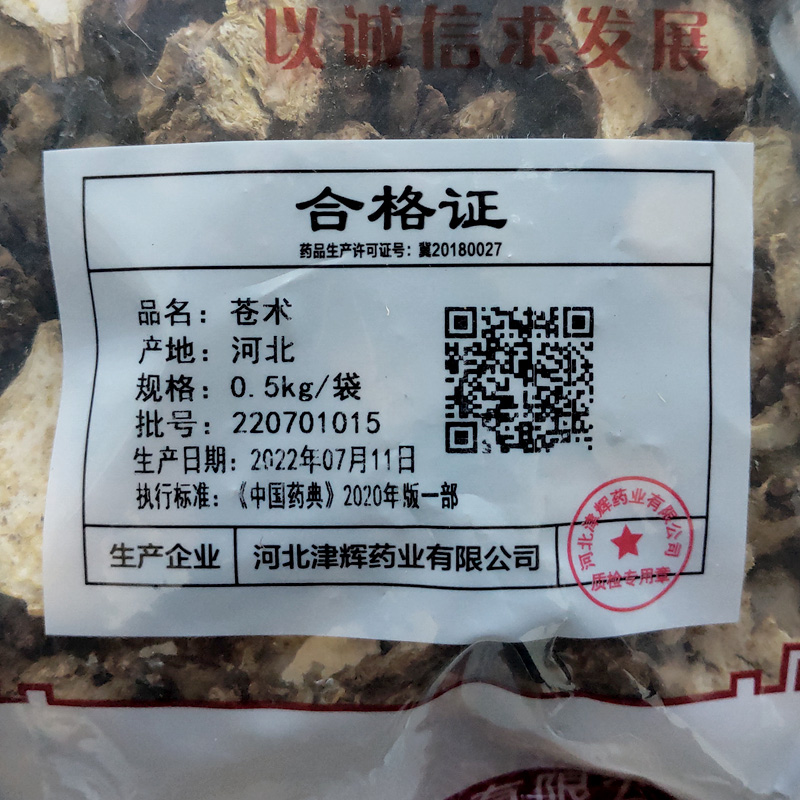 以诚信求发展
合格证
药品生产许可证号：冀20180027
品名：苍术
产地：河北
规格：0.5kg/袋
批号：220701015
生产日期：2022年07月11日
执行标准：《中国药典》2020年版一部
生产企业 河北津辉药业有限公司
河北津辉药业有限公司
质检专用章
有限公